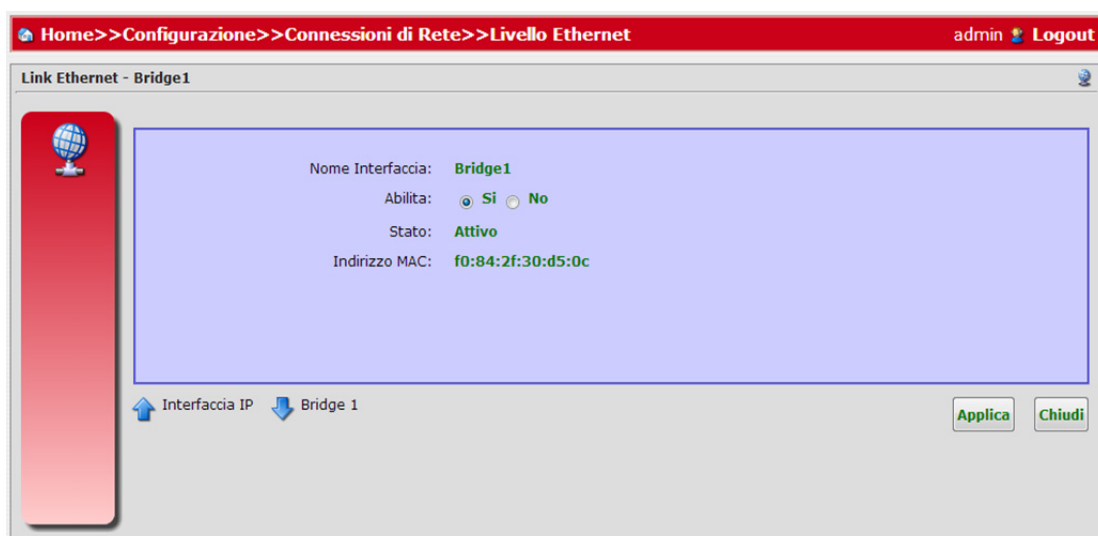 Home>>Configurazione>>Connessioni di Rete>>Livello Ethernet admin Logout
Link Ethernet - Bridge1
Nome Interfaccia: Bridge1
Abilita: Si No
Stato: Attivo
Indirizzo MAC: f0:84:2f:30:d5:0c
Interfaccia IP Bridge 1 Applica Chiudi